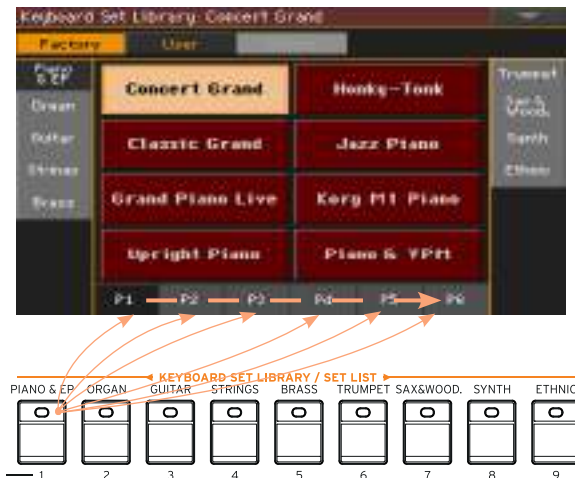 Keyboard Set Library: Concert Grand
Factory User
Piano & EP
Organ
Guitar
Strings
Brass
Concert Grand Honky-Tonk
Classic Grand Jazz Piano
Grand Piano Live Korg M1 Piano
Upright Piano Piano & VPM
Trumpet
Sax & Wood.
Synth
Ethnic
P1 P2 P3 P4 P5 P6
KEYBOARD SET LIBRARY / SET LIST
PIANO & EP ORGAN GUITAR STRINGS BRASS TRUMPET SAX&WOOD. SYNTH ETHNIC
1 2 3 4 5 6 7 8 9